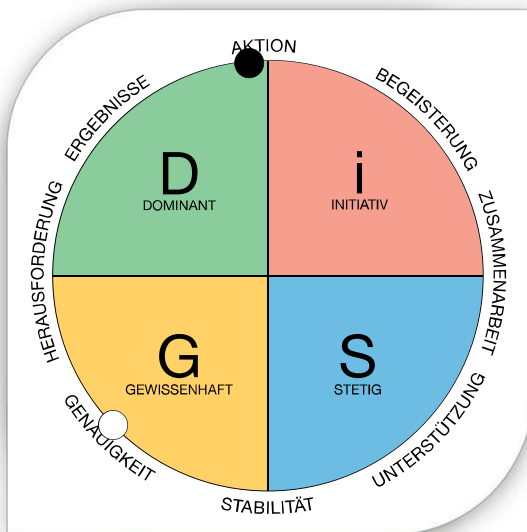 AKTION
ERGEBNISSE
BEGEISTERUNG
D
DOMINANT
i
INITIATIV
HERAUSFORDERUNG
ZUSAMMENARBEIT
G
GEWISSENHAFT
S
STETIG
GENAUIGKEIT
UNTERSTÜTZUNG
STABILITÄT